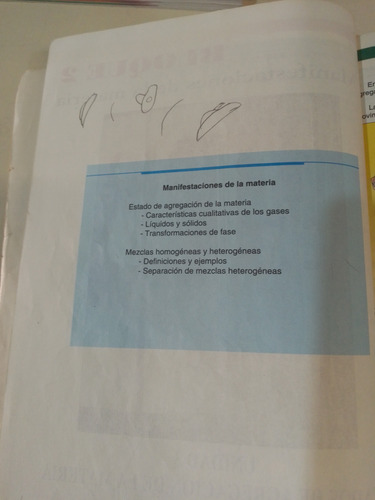 Manifestaciones de la materia
Estado de agregación de la materia
- Características cualitativas de los gases
- Líquidos y sólidos
- Transformaciones de fase
Mezclas homogéneas y heterogéneas
- Definiciones y ejemplos
- Separación de mezclas heterogéneas